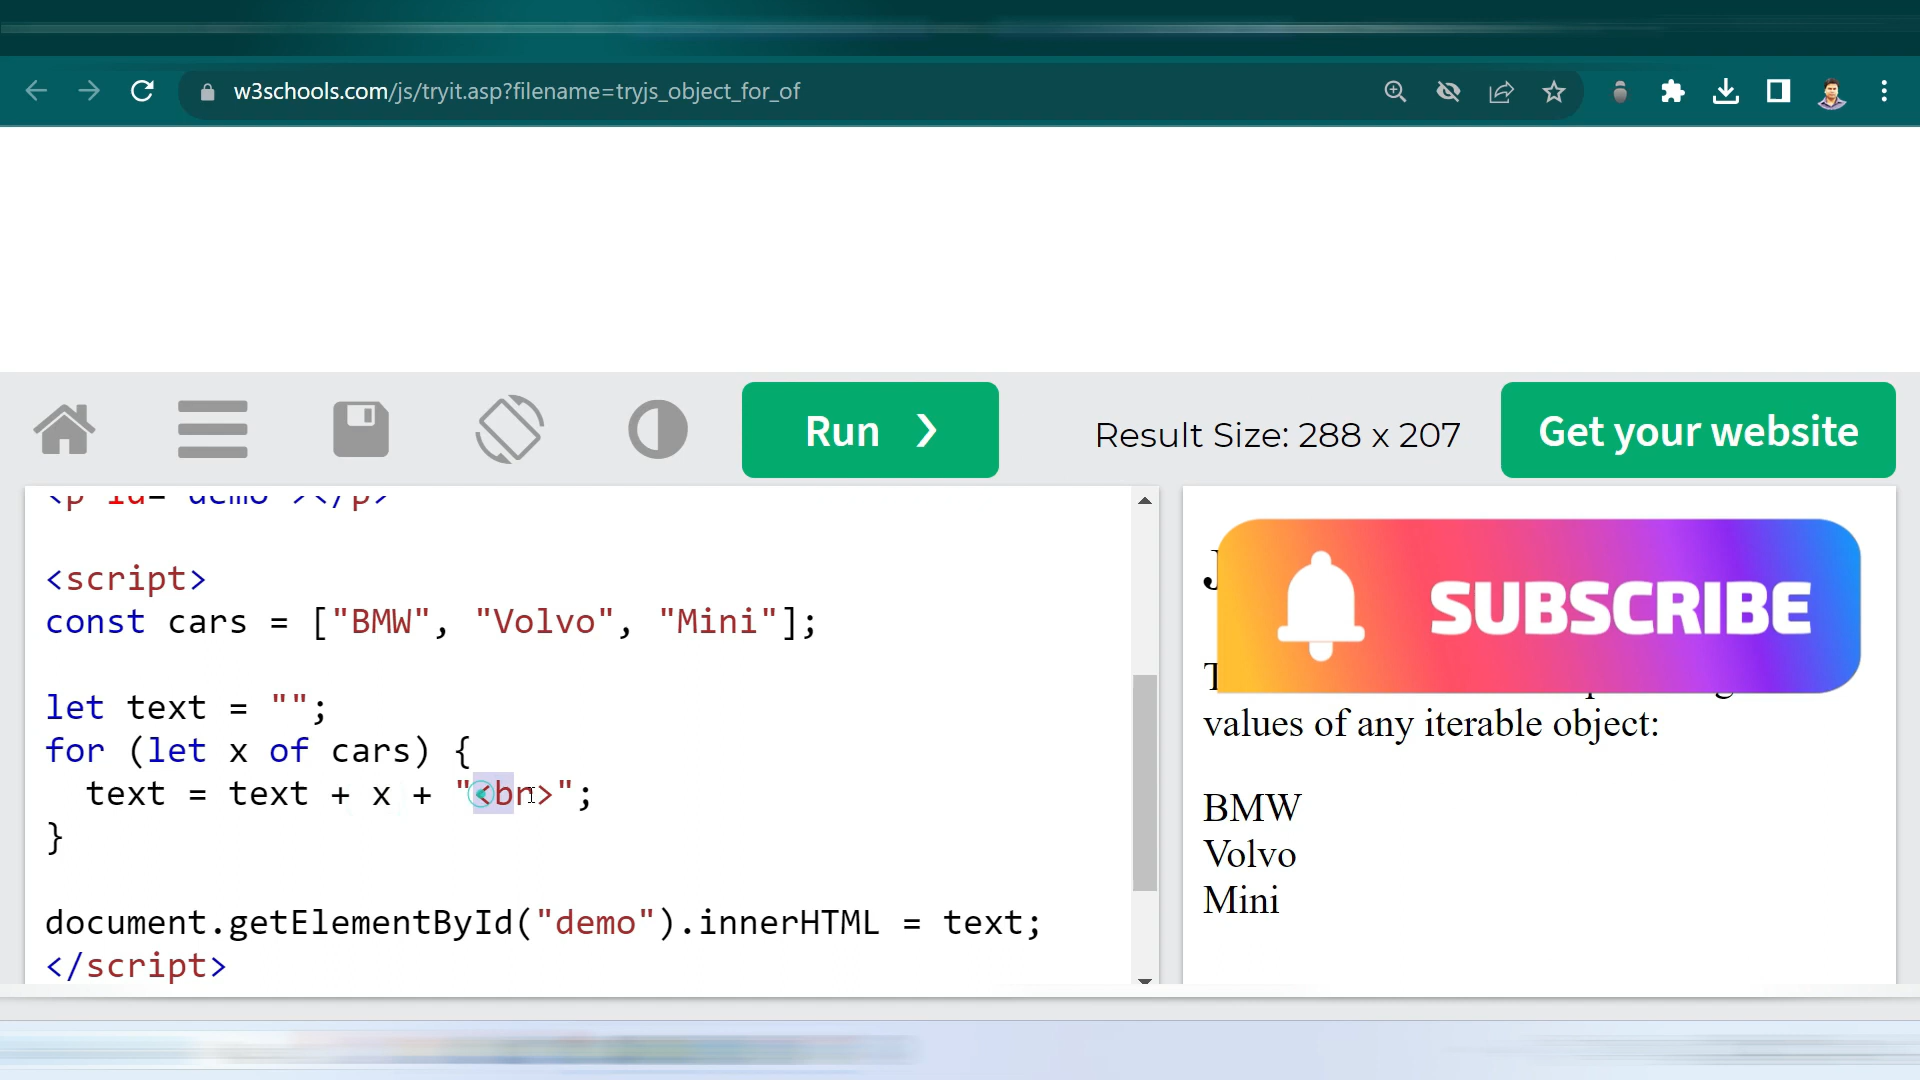 w3schools.com/js/tryit.asp?filename=tryjs_object_for_of
Run ❯
Result Size: 288 x 207
Get your website
<p id="demo"></p>
<script>
const cars = ["BMW", "Volvo", "Mini"];
let text = "";
for (let x of cars) {
text = text + x + "<br>";
}
document.getElementById("demo").innerHTML = text;
</script>
SUBSCRIBE
values of any iterable object:
BMW
Volvo
Mini